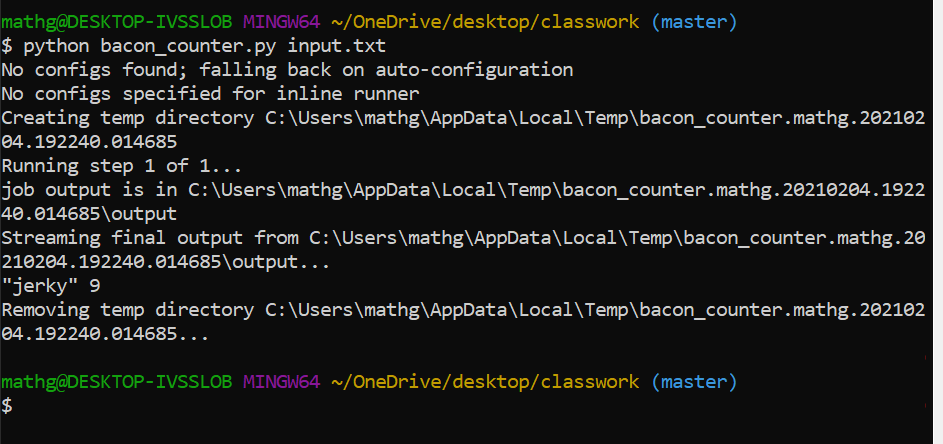 mathg@DESKTOP-IVSSLOB MINGW64 ~/OneDrive/desktop/classwork (master)
$ python bacon_counter.py input.txt
No configs found; falling back on auto-configuration
No configs specified for inline runner
Creating temp directory C:\Users\mathg\AppData\Local\Temp\bacon_counter.mathg.202102
04.192240.014685
Running step 1 of 1...
job output is in C:\Users\mathg\AppData\Local\Temp\bacon_counter.mathg.20210204.1922
40.014685\output
Streaming final output from C:\Users\mathg\AppData\Local\Temp\bacon_counter.mathg.20
210204.192240.014685\output...
"jerky" 9
Removing temp directory C:\Users\mathg\AppData\Local\Temp\bacon_counter.mathg.202102
04.192240.014685...
mathg@DESKTOP-IVSSLOB MINGW64 ~/OneDrive/desktop/classwork (master)
$